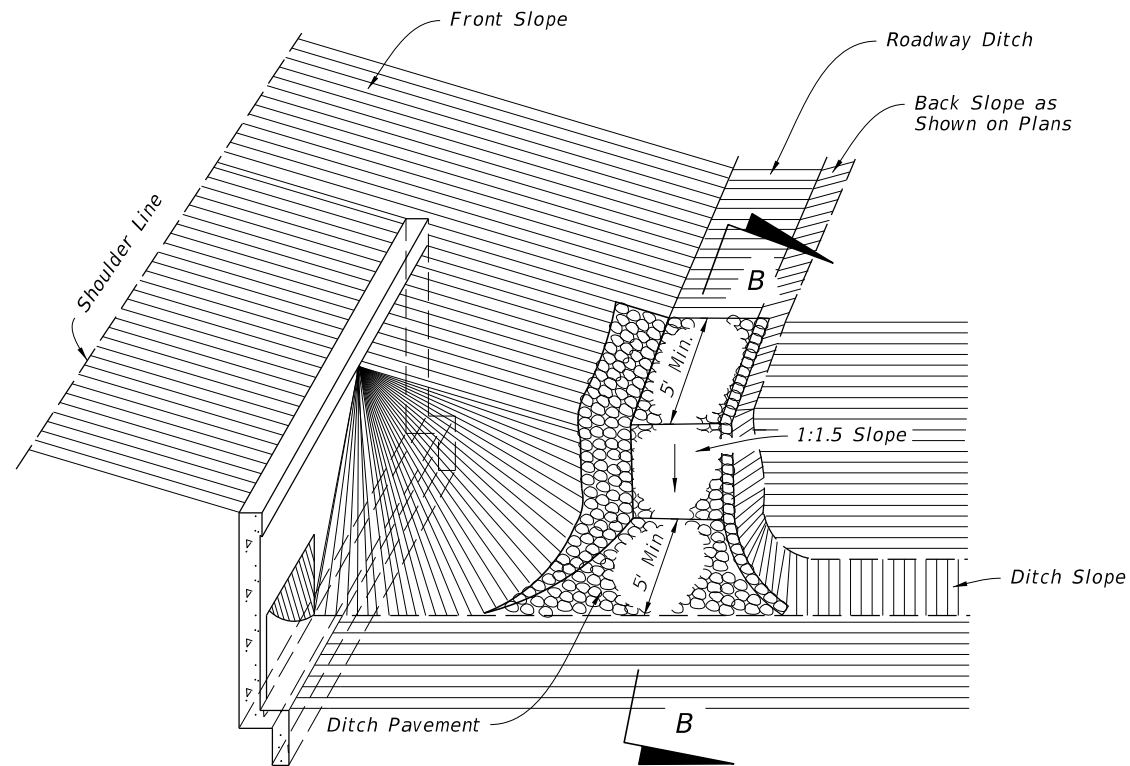 Front Slope
Roadway Ditch
Back Slope as
Shown on Plans
Shoulder Line
B
5' Min.
1:1.5 Slope
5' Min.
Ditch Slope
Ditch Pavement
B